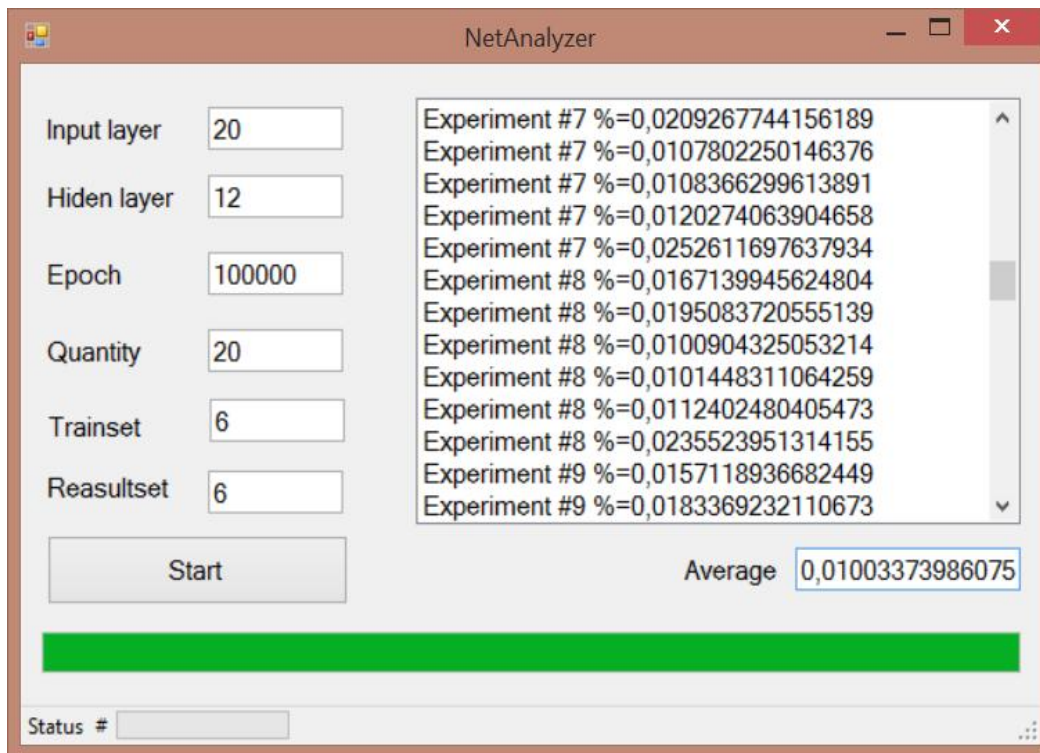 NetAnalyzer
Input layer 20
Hiden layer 12
Epoch 100000
Quantity 20
Trainset 6
Reasultset 6
Start
Experiment #7 %=0,0209267744156189
Experiment #7 %=0,0107802250146376
Experiment #7 %=0,0108366299613891
Experiment #7 %=0,0120274063904658
Experiment #7 %=0,0252611697637934
Experiment #8 %=0,0167139945624804
Experiment #8 %=0,0195083720555139
Experiment #8 %=0,0100904325053214
Experiment #8 %=0,0101448311064259
Experiment #8 %=0,0112402480405473
Experiment #8 %=0,0235523951314155
Experiment #9 %=0,0157118936682449
Experiment #9 %=0,0183369232110673
Average 0,01003373986075
Status #